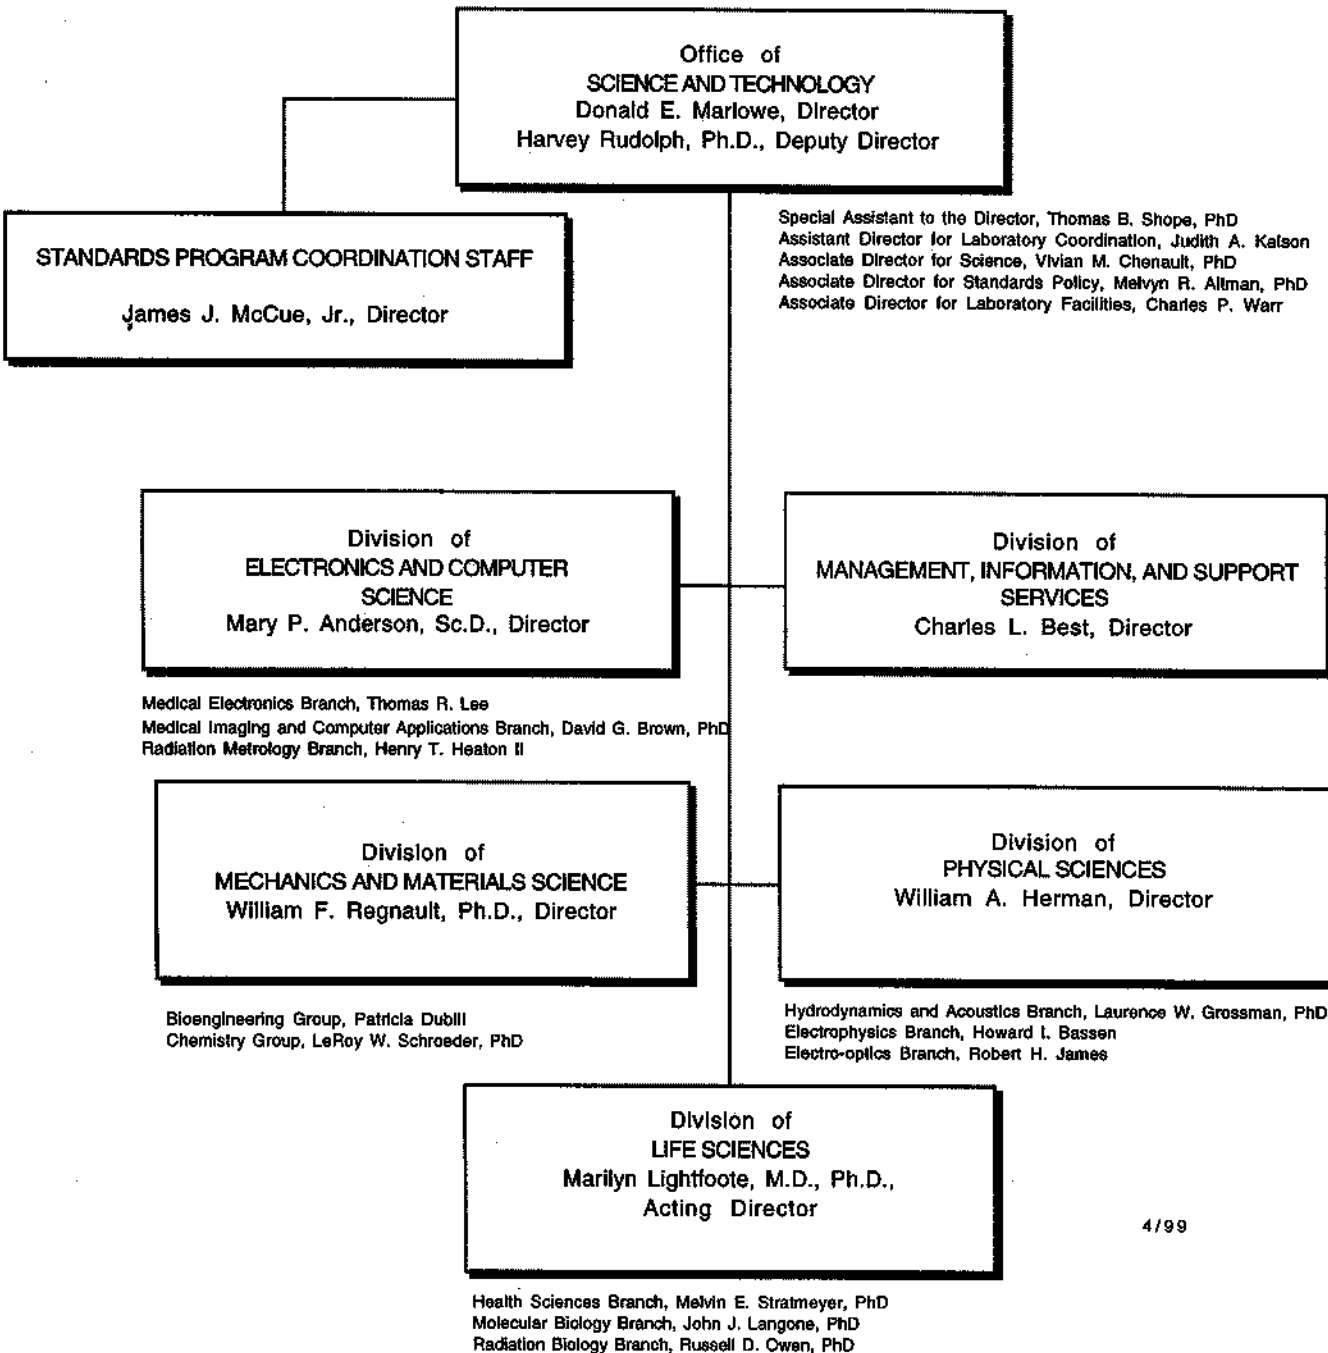 Office of
SCIENCE AND TECHNOLOGY
Donald E. Marlowe, Director
Harvey Rudolph, Ph.D., Deputy Director
STANDARDS PROGRAM COORDINATION STAFF
James J. McCue, Jr., Director
Special Assistant to the Director, Thomas B. Shope, PhD
Assistant Director for Laboratory Coordination, Judith A. Kalson
Associate Director for Science, Vivian M. Chenault, PhD
Associate Director for Standards Policy, Melvyn R. Altman, PhD
Associate Director for Laboratory Facilities, Charles P. Warr
Division of
ELECTRONICS AND COMPUTER
SCIENCE
Mary P. Anderson, Sc.D., Director
Division of
MANAGEMENT, INFORMATION, AND SUPPORT
SERVICES
Charles L. Best, Director
Medical Electronics Branch, Thomas R. Lee
Medical Imaging and Computer Applications Branch, David G. Brown, PhD
Radiation Metrology Branch, Henry T. Heaton II
Division of
MECHANICS AND MATERIALS SCIENCE
William F. Regnault, Ph.D., Director
Division of
PHYSICAL SCIENCES
William A. Herman, Director
Bioengineering Group, Patricia Dubill
Chemistry Group, LeRoy W. Schroeder, PhD
Hydrodynamics and Acoustics Branch, Laurence W. Grossman, PhD
Electrophysics Branch, Howard I. Bassen
Electro-optics Branch, Robert H. James
Division of
LIFE SCIENCES
Marilyn Lightfoote, M.D., Ph.D.,
Acting Director
4/99
Health Sciences Branch, Melvin E. Stratmeyer, PhD
Molecular Biology Branch, John J. Langone, PhD
Radiation Biology Branch, Russell D. Owen, PhD